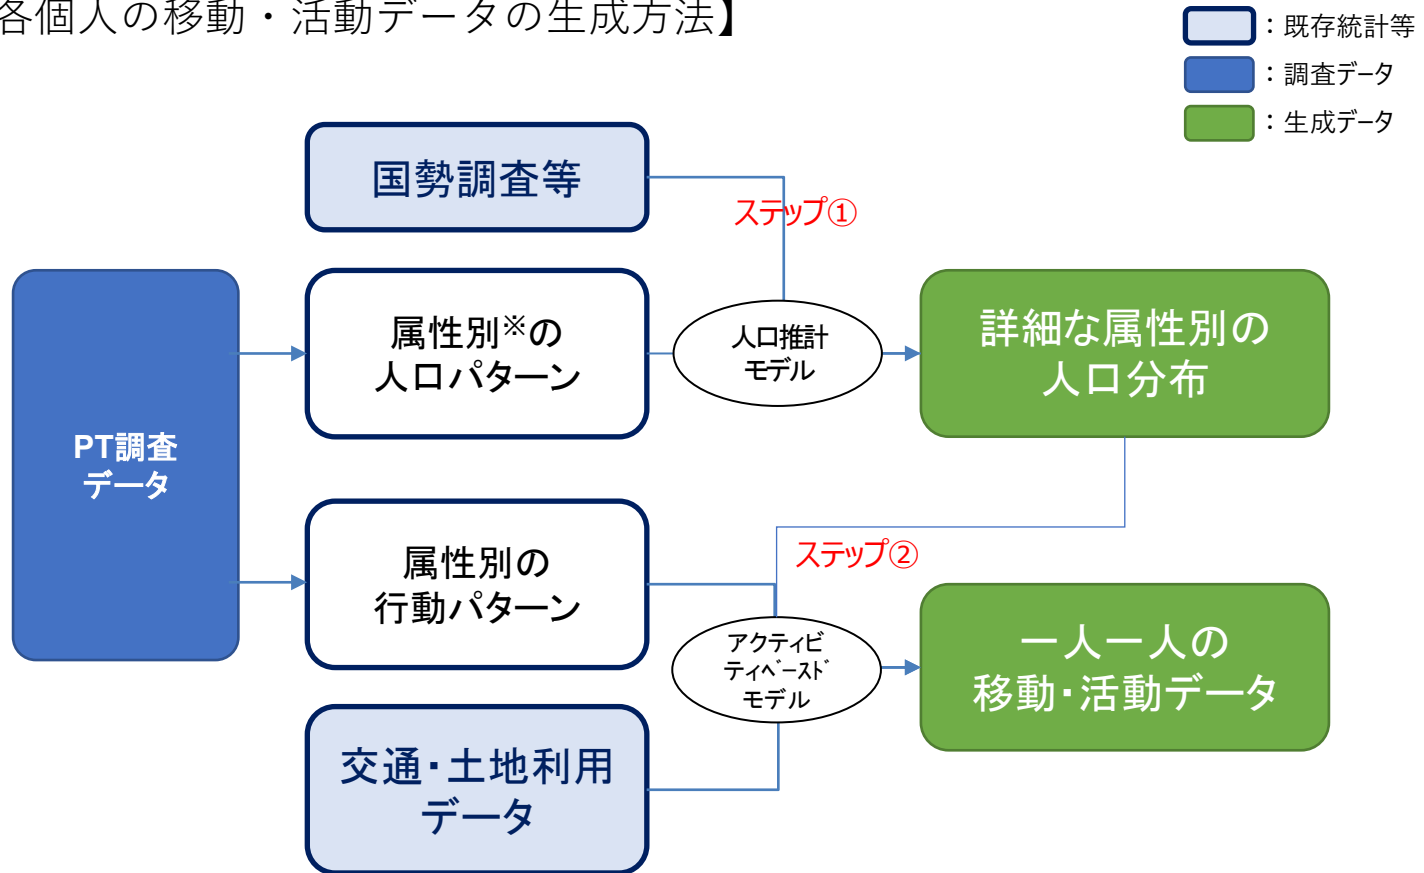 各個人の移動・活動データの生成方法】
：既存統計等
：調査データ
：生成データ
国勢調査等
ステップ①
属性別※の
人口パターン
人口推計
モデル
詳細な属性別の
人口分布
PT調査
データ
属性別の
行動パターン
ステップ②
アクティビ
ティベースド
モデル
一人一人の
移動・活動データ
交通・土地利用
データ